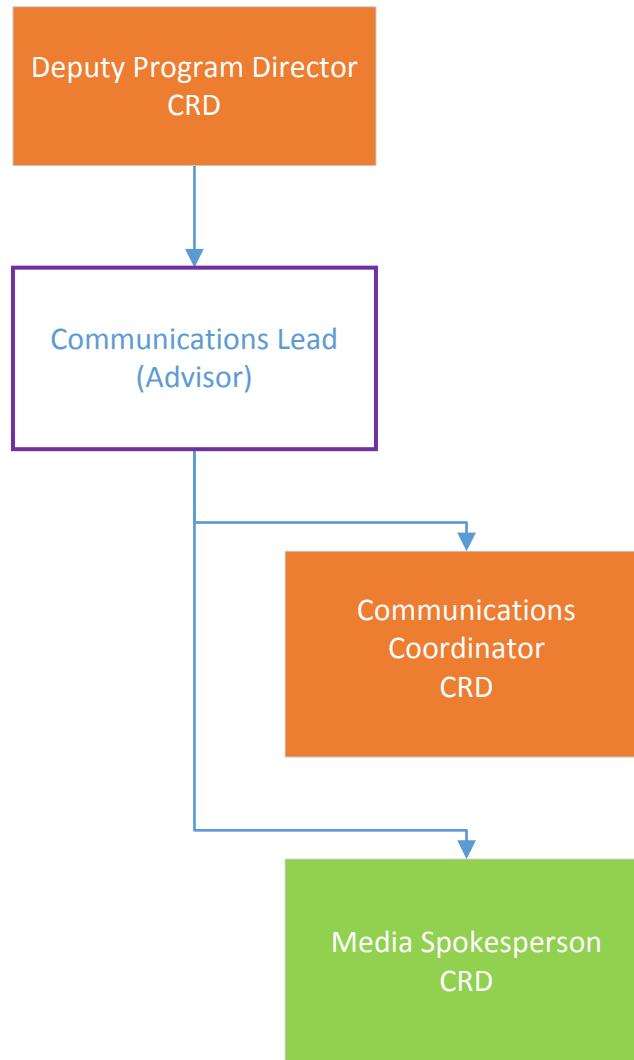 Deputy Program Director
CRD
Communications Lead
(Advisor)
Communications
Coordinator
CRD
Media Spokesperson
CRD